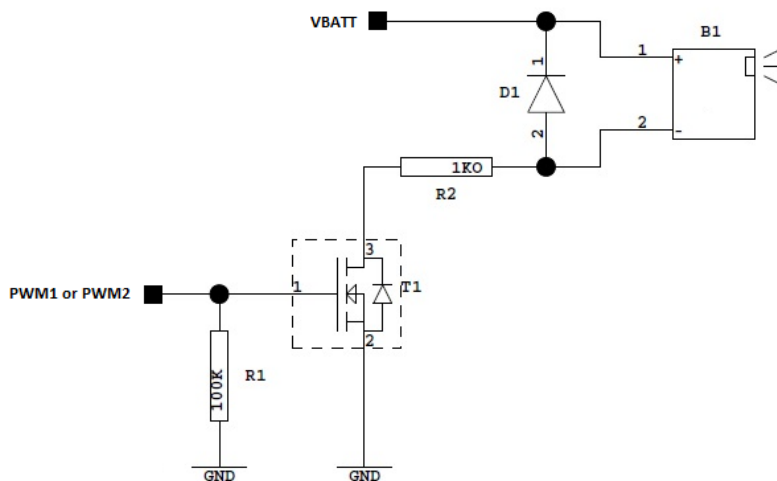 VBATT
B1
1
+
D1
1
2
2
-
1KO
R2
3
PWM1 or PWM2
1
T1
2
100K
R1
GND
GND